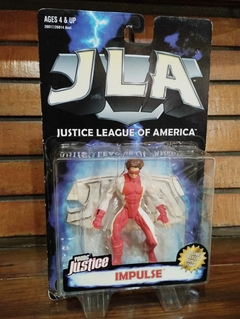 AGES 4 & UP
JLA
JUSTICE LEAGUE OF AMERICA
YOUNG
JUSTICE
IMPULSE